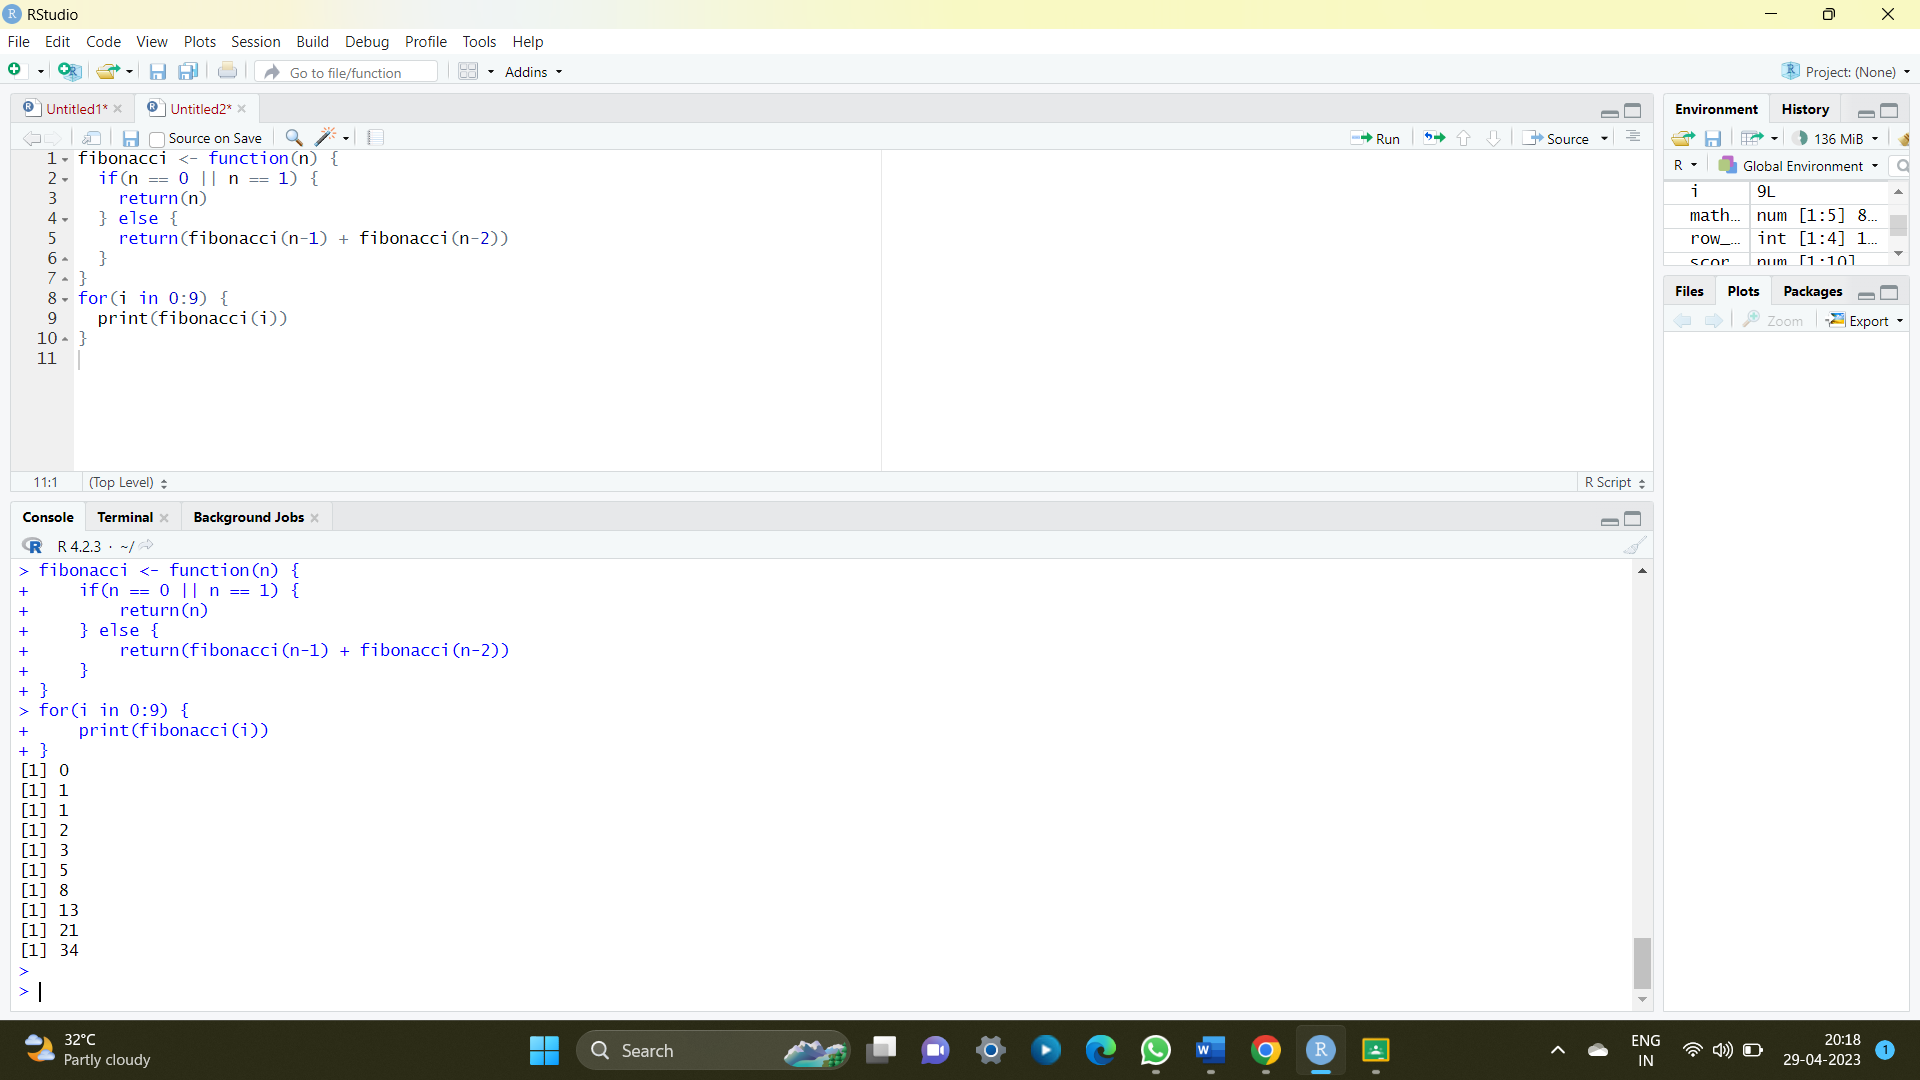 RStudio
File Edit Code View Plots Session Build Debug Profile Tools Help
Go to file/function Addins Project: (None)
Untitled1* Untitled2*
Source on Save Run Source
1 fibonacci <- function(n) {
2 if(n == 0 || n == 1) {
3 return(n)
4 } else {
5 return(fibonacci(n-1) + fibonacci(n-2))
6 }
7 }
8 for(i in 0:9) {
9 print(fibonacci(i))
10 }
11
11:1 (Top Level) R Script
Console Terminal Background Jobs
R 4.2.3 · ~/
> fibonacci <- function(n) {
+ if(n == 0 || n == 1) {
+ return(n)
+ } else {
+ return(fibonacci(n-1) + fibonacci(n-2))
+ }
+ }
> for(i in 0:9) {
+ print(fibonacci(i))
+ }
[1] 0
[1] 1
[1] 1
[1] 2
[1] 3
[1] 5
[1] 8
[1] 13
[1] 21
[1] 34
>
>
Environment History
136 MiB
R Global Environment
i 9L
math… num [1:5] 8…
row_… int [1:4] 1…
scor num [1:10]
Files Plots Packages
Zoom Export
32°C
Partly cloudy
Search
ENG
IN
20:18
29-04-2023
1